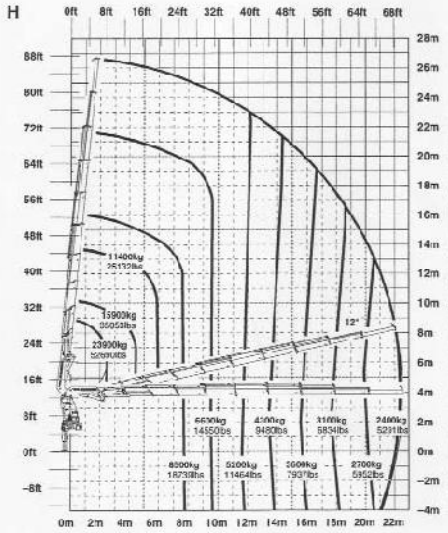 H
0ft 8ft 16ft 24ft 32ft 40ft 48ft 56ft 64ft 68ft
28m
88ft
26m
80ft
24m
22m
72ft
20m
64ft
18m
56ft
16m
48ft
14m
11400kg
25132lbs
40ft
12m
32ft
15900kg
35053lbs
10m
12°
24ft
23900kg
52690lbs
8m
6m
16ft
4m
8ft
6600kg 4300kg 3100kg 2400kg
14550lbs 9480lbs 6834lbs 5291lbs
2m
0ft
0m
8500kg 5200kg 3600kg 2700kg
18739lbs 11464lbs 7937lbs 5952lbs
-8ft
-2m
-4m
0m 2m 4m 6m 8m 10m 12m 14m 16m 18m 20m 22m